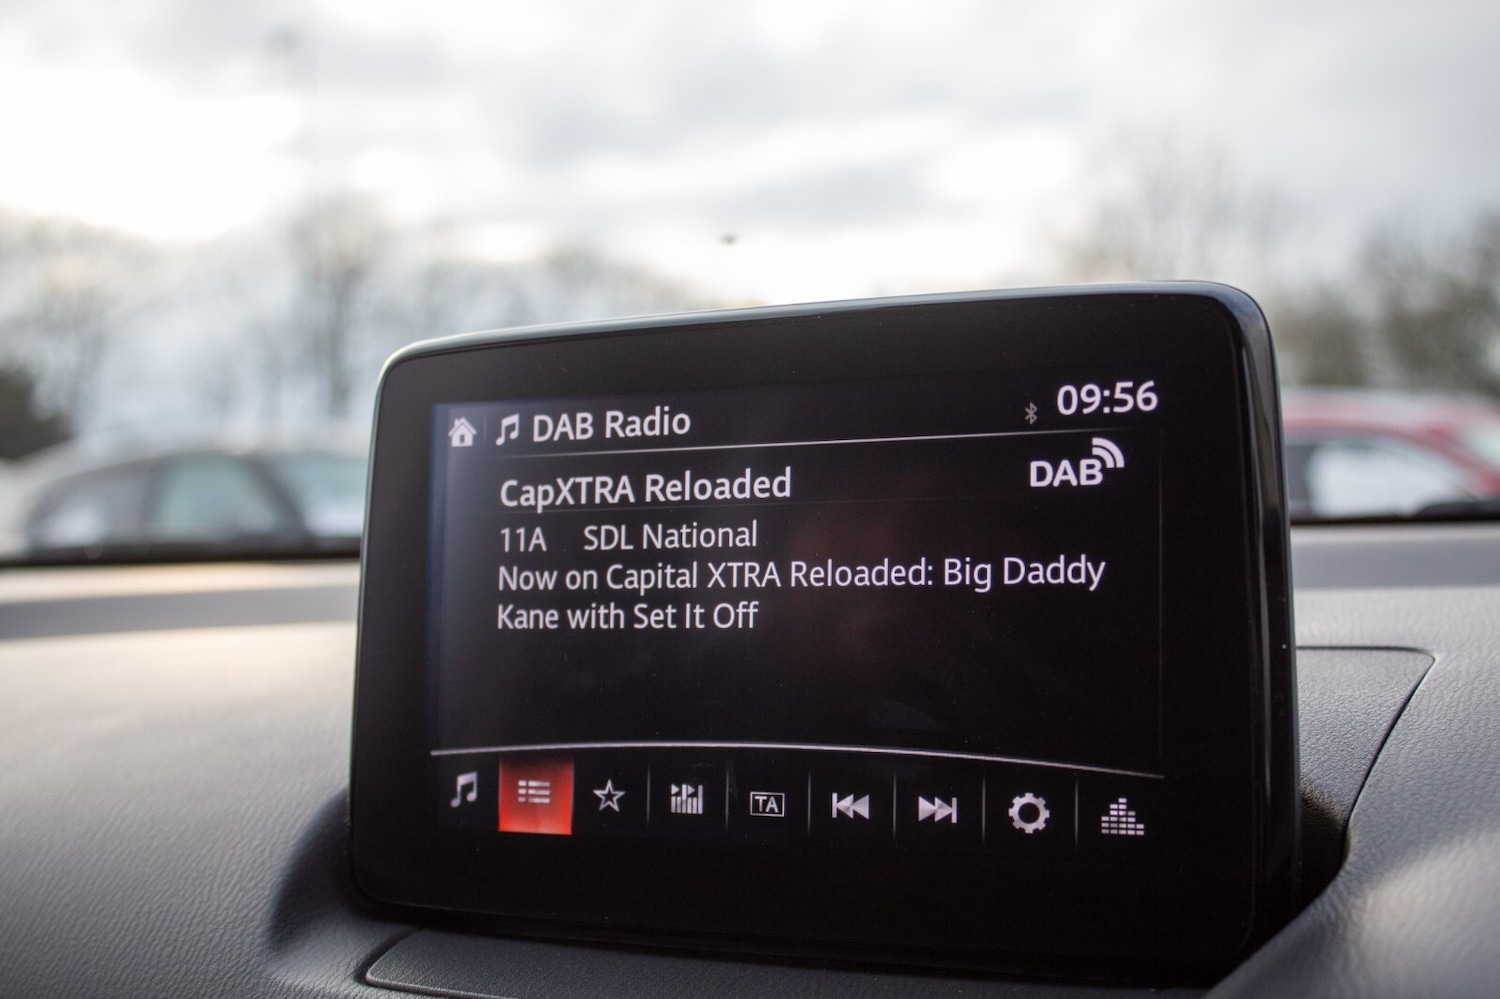 DAB Radio 09:56
CapXTRA Reloaded DAB
11A SDL National
Now on Capital XTRA Reloaded: Big Daddy
Kane with Set It Off
TA